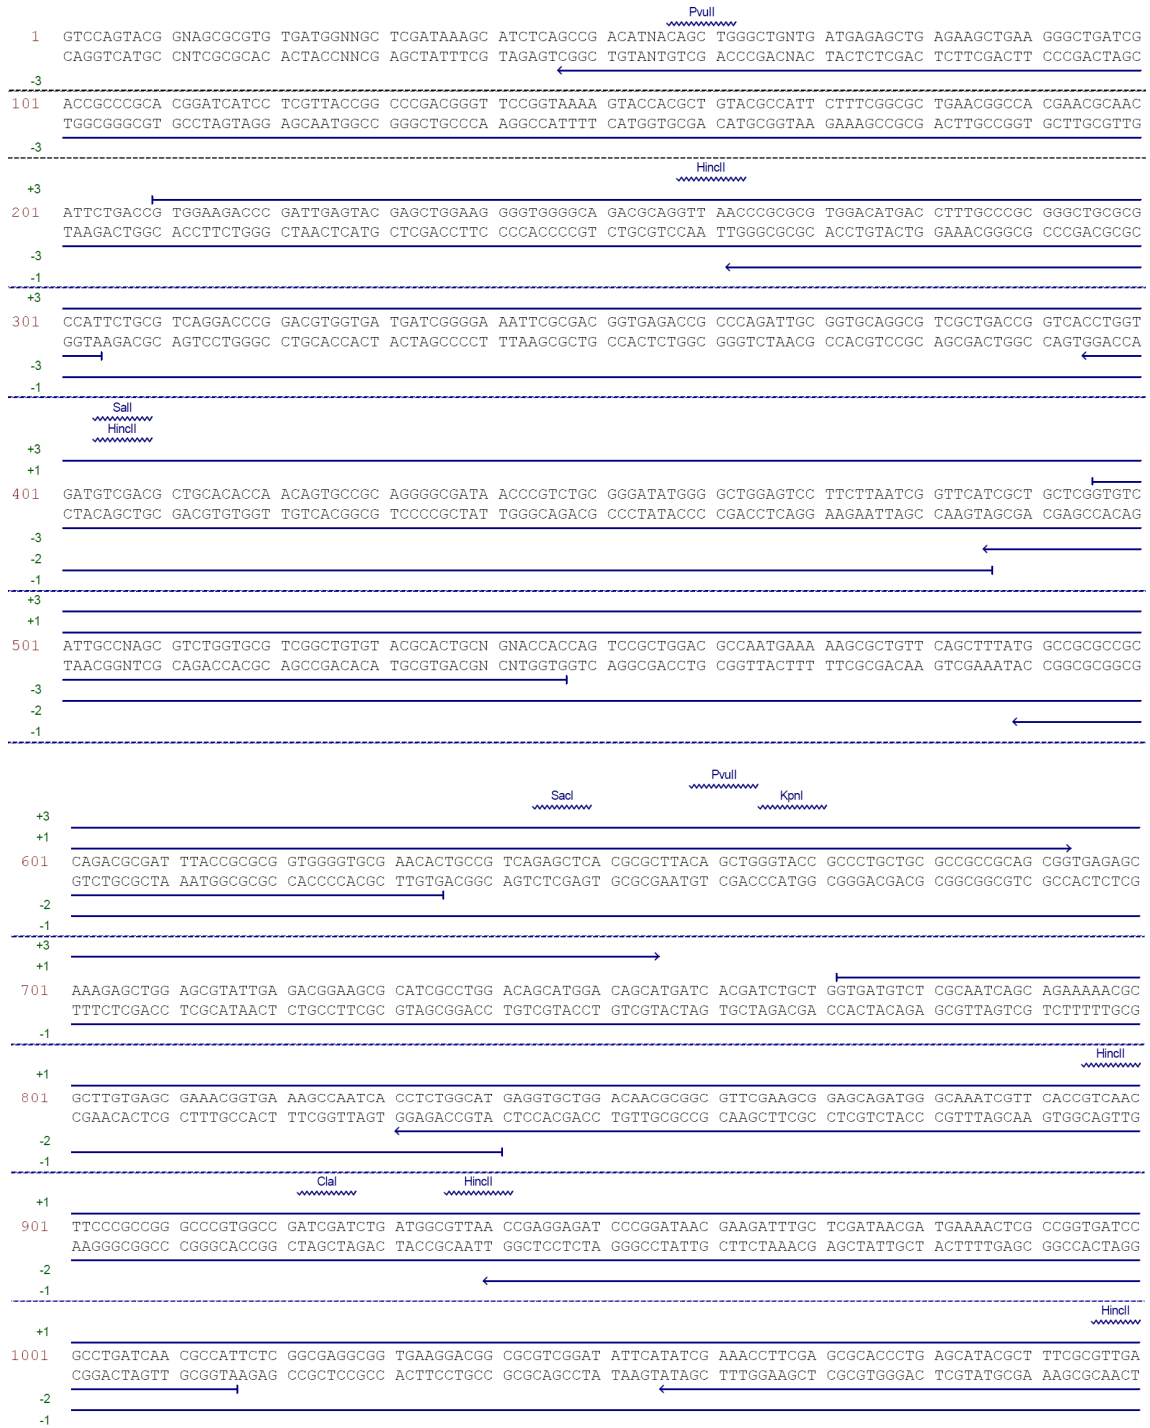 PvuII
1 GTCCAGTACG GNAGCGCGTG TGATGGNNGC TCGATAAAGC ATCTCAGCCG ACATNACAGC TGGGCTGNTG ATGAGAGCTG AGAAGCTGAA GGGCTGATCG
CAGGTCATGC CNTCGCGCAC ACTACCNNCG AGCTATTTCG TAGAGTCGGC TGTANTGTCG ACCCGACNAC TACTCTCGAC TCTTCGACTT CCCGACTAGC
-3
101 ACCGCCCGCA CGGATCATCC TCGTTACCGG CCCGACGGGT TCCGGTAAAA GTACCACGCT GTACGCCATT CTTTCGGCGC TGAACGGCCA CGAACGCAAC
TGGCGGGCGT GCCTAGTAGG AGCAATGGCC GGGCTGCCCA AGGCCATTTT CATGGTGCGA CATGCGGTAA GAAAGCCGCG ACTTGCCGGT GCTTGCGTTG
-3
HincII
+3
201 ATTCTGACCG TGGAAGACCC GATTGAGTAC GAGCTGGAAG GGGTGGGGCA GACGCAGGTT AACCCGCGCG TGGACATGAC CTTTGCCCGC GGGCTGCGCG
TAAGACTGGC ACCTTCTGGG CTAACTCATG CTCGACCTTC CCCACCCCGT CTGCGTCCAA TTGGGCGCGC ACCTGTACTG GAAACGGGCG CCCGACGCGC
-3
-1
+3
301 CCATTCTGCG TCAGGACCCG GACGTGGTGA TGATCGGGGA AATTCGCGAC GGTGAGACCG CCCAGATTGC GGTGCAGGCG TCGCTGACCG GTCACCTGGT
GGTAAGACGC AGTCCTGGGC CTGCACCACT ACTAGCCCCT TTAAGCGCTG CCACTCTGGC GGGTCTAACG CCACGTCCGC AGCGACTGGC CAGTGGACCA
-3
-1
SalI
HincII
+3
+1
401 GATGTCGACG CTGCACACCA ACAGTGCCGC AGGGGCGATA ACCCGTCTGC GGGATATGGG GCTGGAGTCC TTCTTAATCG GTTCATCGCT GCTCGGTGTC
CTACAGCTGC GACGTGTGGT TGTCACGGCG TCCCCGCTAT TGGGCAGACG CCCTATACCC CGACCTCAGG AAGAATTAGC CAAGTAGCGA CGAGCCACAG
-3
-2
-1
+3
+1
501 ATTGCCNAGC GTCTGGTGCG TCGGCTGTGT ACGCACTGCN GNACCACCAG TCCGCTGGAC GCCAATGAAA AAGCGCTGTT CAGCTTTATG GCCGCGCCGC
TAACGGNTCG CAGACCACGC AGCCGACACA TGCGTGACGN CNTGGTGGTC AGGCGACCTG CGGTTACTTT TTCGCGACAA GTCGAAATAC CGGCGCGGCG
-3
-2
-1
PvuII
SacI KpnI
+3
+1
601 CAGACGCGAT TTACCGCGCG GTGGGGTGCG AACACTGCCG TCAGAGCTCA CGCGCTTACA GCTGGGTACC GCCCTGCTGC GCCGCCGCAG CGGTGAGAGC
GTCTGCGCTA AATGGCGCGC CACCCCACGC TTGTGACGGC AGTCTCGAGT GCGCGAATGT CGACCCATGG CGGGACGACG CGGCGGCGTC GCCACTCTCG
-2
-1
+3
+1
701 AAAGAGCTGG AGCGTATTGA GACGGAAGCG CATCGCCTGG ACAGCATGGA CAGCATGATC ACGATCTGCT GGTGATGTCT CGCAATCAGC AGAAAAACGC
TTTCTCGACC TCGCATAACT CTGCCTTCGC GTAGCGGACC TGTCGTACCT GTCGTACTAG TGCTAGACGA CCACTACAGA GCGTTAGTCG TCTTTTTGCG
-1
HincII
+1
801 GCTTGTGAGC GAAACGGTGA AAGCCAATCA CCTCTGGCAT GAGGTGCTGG ACAACGCGGC GTTCGAAGCG GAGCAGATGG GCAAATCGTT CACCGTCAAC
CGAACACTCG CTTTGCCACT TTCGGTTAGT GGAGACCGTA CTCCACGACC TGTTGCGCCG CAAGCTTCGC CTCGTCTACC CGTTTAGCAA GTGGCAGTTG
-2
-1
ClaI HincII
+1
901 TTCCCGCCGG GCCCGTGGCC GATCGATCTG ATGGCGTTAA CCGAGGAGAT CCCGGATAAC GAAGATTTGC TCGATAACGA TGAAAACTCG CCGGTGATCC
AAGGGCGGCC CGGGCACCGG CTAGCTAGAC TACCGCAATT GGCTCCTCTA GGGCCTATTG CTTCTAAACG AGCTATTGCT ACTTTTGAGC GGCCACTAGG
-2
-1
HincII
+1
1001 GCCTGATCAA CGCCATTCTC GGCGAGGCGG TGAAGGACGG CGCGTCGGAT ATTCATATCG AAACCTTCGA GCGCACCCTG AGCATACGCT TTCGCGTTGA
CGGACTAGTT GCGGTAAGAG CCGCTCCGCC ACTTCCTGCC GCGCAGCCTA TAAGTATAGC TTTGGAAGCT CGCGTGGGAC TCGTATGCGA AAGCGCAACT
-2
-1